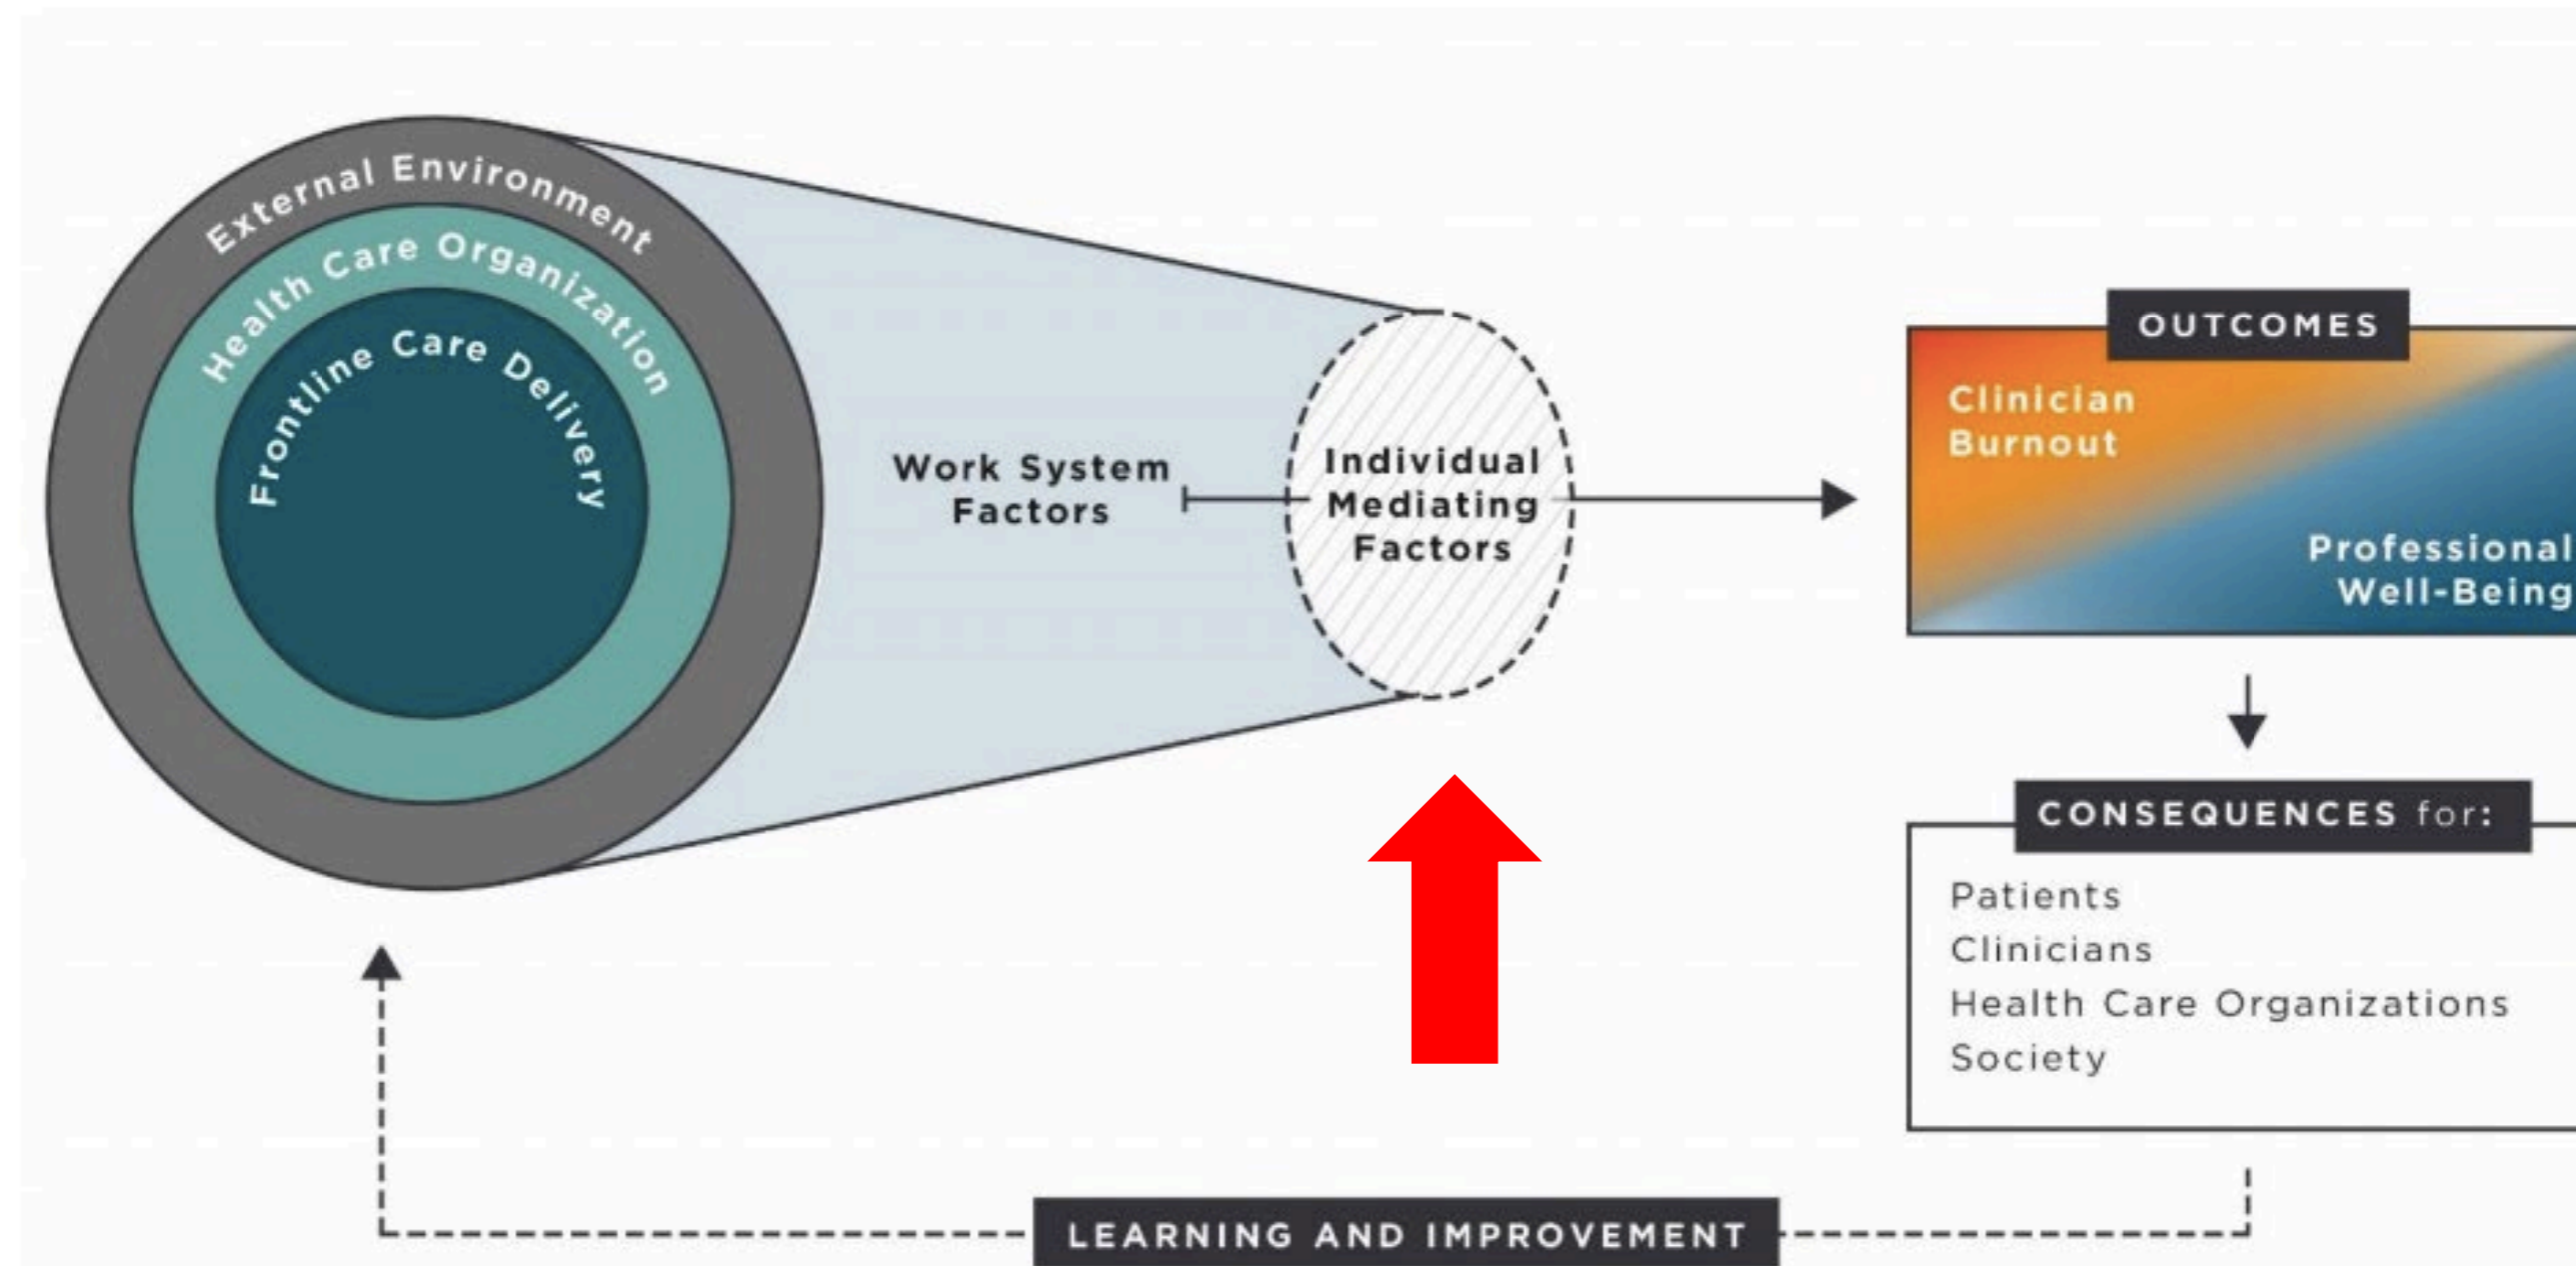 External Environment
Health Care Organization
Frontline Care Delivery
Work System
Factors
Individual
Mediating
Factors
OUTCOMES
Clinician
Burnout
Professional
Well-Being
CONSEQUENCES for:
Patients
Clinicians
Health Care Organizations
Society
LEARNING AND IMPROVEMENT